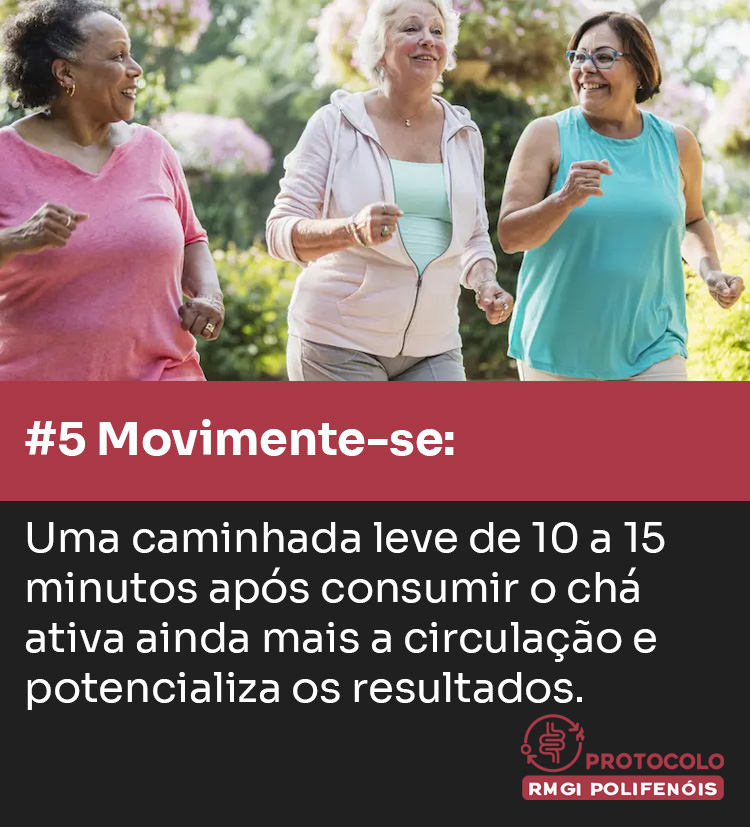 #5 Movimente-se:
Uma caminhada leve de 10 a 15
minutos após consumir o chá
ativa ainda mais a circulação e
potencializa os resultados.
PROTOCOLO
RMGI POLIFENÓIS